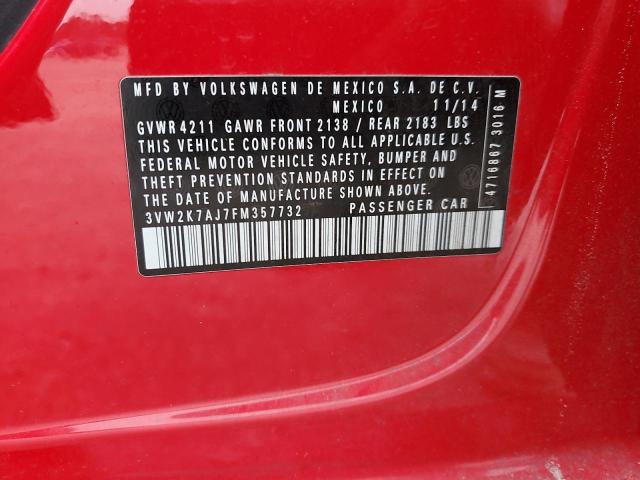 MFD BY VOLKSWAGEN DE MEXICO S.A. DE C.V.
MEXICO 11/14
GVWR 4211 GAWR FRONT 2138 / REAR 2183 LBS
THIS VEHICLE CONFORMS TO ALL APPLICABLE U.S.
FEDERAL MOTOR VEHICLE SAFETY, BUMPER AND
THEFT PREVENTION STANDARDS IN EFFECT ON
THE DATE OF MANUFACTURE SHOWN ABOVE.
3VW2K7AJ7FM357732 PASSENGER CAR
4716867 3016 M